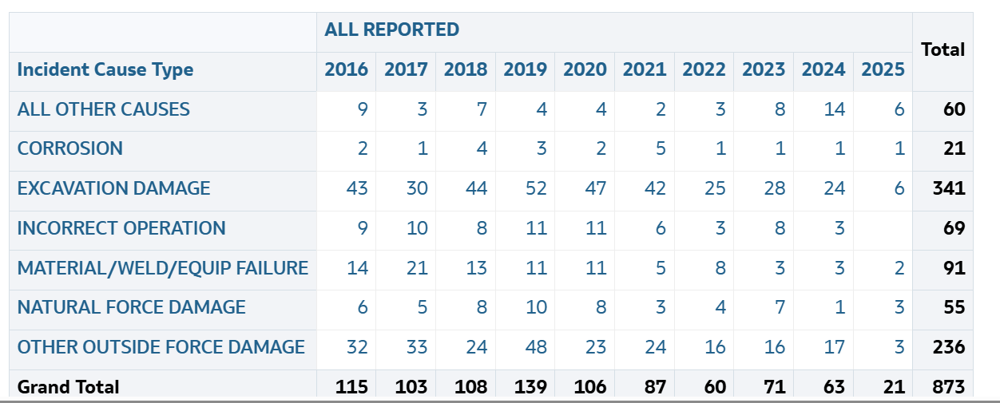 ALL REPORTED
Total
Incident Cause Type 2016 2017 2018 2019 2020 2021 2022 2023 2024 2025
ALL OTHER CAUSES 9 3 7 4 4 2 3 8 14 6 60
CORROSION 2 1 4 3 2 5 1 1 1 1 21
EXCAVATION DAMAGE 43 30 44 52 47 42 25 28 24 6 341
INCORRECT OPERATION 9 10 8 11 11 6 3 8 3 69
MATERIAL/WELD/EQUIP FAILURE 14 21 13 11 11 5 8 3 3 2 91
NATURAL FORCE DAMAGE 6 5 8 10 8 3 4 7 1 3 55
OTHER OUTSIDE FORCE DAMAGE 32 33 24 48 23 24 16 16 17 3 236
Grand Total 115 103 108 139 106 87 60 71 63 21 873